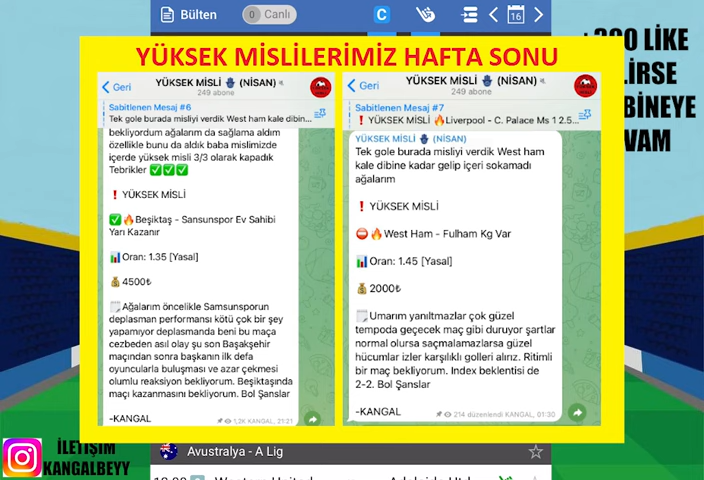 Bülten
0 Canlı
C
14
YÜKSEK MİSLİLERİMİZ HAFTA SONU
LİKE
VAM
Geri
YÜKSEK MİSLİ (NİSAN)
249 abone
Sabitlenen Mesaj #6
Tek gole burada misliyi verdik West ham kale dibin...
bekliyordum ağalarım da sağlama aldım
özellikle bunu da aldık baba mislimizde
içerde yüksek misli 3/3 olarak kapadık
Tebrikler ✅✅✅
❗ YÜKSEK MİSLİ
✅🔥Beşiktaş - Sansunspor Ev Sahibi
Yarı Kazanır
📊Oran: 1.35 [Yasal]
💰4500₺
🗒Ağalarım öncelikle Samsunsporun
deplasman performansı kötü çok bir şey
yapamıyor deplasmanda beni bu maça
cezbeden asıl olay şu son Başakşehir
maçından sonra başkanın ilk defa
oyuncularla buluşması ve azar çekmesi
olumlu reaksiyon bekliyorum. Beşiktaşında
maçı kazanmasını bekliyorum. Bol Şanslar
-KANGAL
1,2K KANGAL, 21:21
Geri
YÜKSEK MİSLİ (NİSAN)
249 abone
Sabitlenen Mesaj #7
❗ YÜKSEK MİSLİ 🔥Liverpool - C. Palace Ms 1 2.5...
YÜKSEK MİSLİ (NİSAN)
Tek gole burada misliyi verdik West ham
kale dibine kadar gelip içeri sokamadı
ağalarım
❗ YÜKSEK MİSLİ
⛔🔥West Ham - Fulham Kg Var
📊Oran: 1.45 [Yasal]
💰2000₺
🗒Umarım yanıltmazlar çok güzel
tempoda geçecek maç gibi duruyor şartlar
normal olursa saçmalamazlarsa güzel
hücumlar izler karşılıklı golleri alırız. Ritimli
bir maç bekliyorum. Index beklentisi de
2-2. Bol Şanslar
-KANGAL
214 düzenlendi KANGAL, 01:30
İLETİŞİM
KANGALBEYY
Avustralya - A Lig